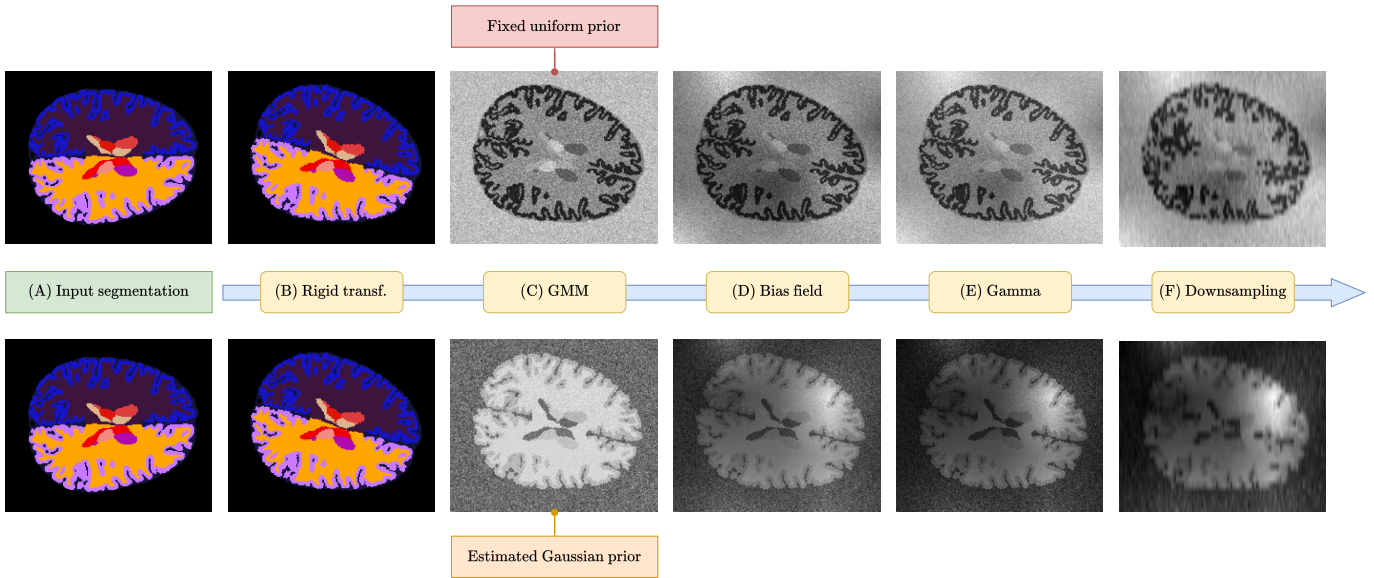 Fixed uniform prior
(A) Input segmentation
(B) Rigid transf.
(C) GMM
(D) Bias field
(E) Gamma
(F) Downsampling
Estimated Gaussian prior